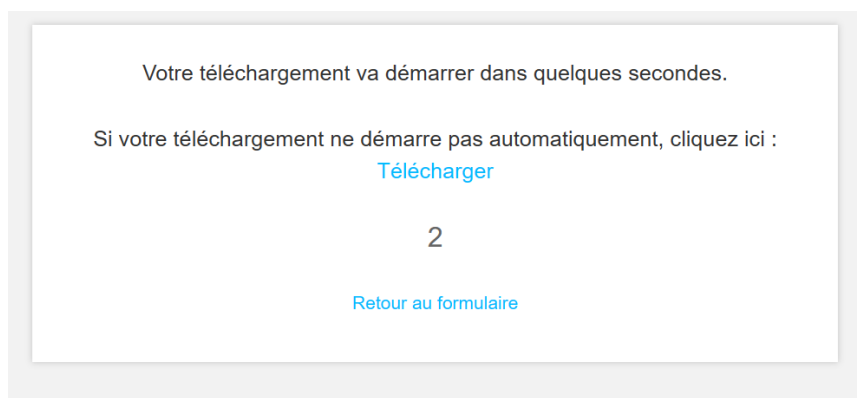 Votre téléchargement va démarrer dans quelques secondes.
Si votre téléchargement ne démarre pas automatiquement, cliquez ici :
Télécharger
2
Retour au formulaire